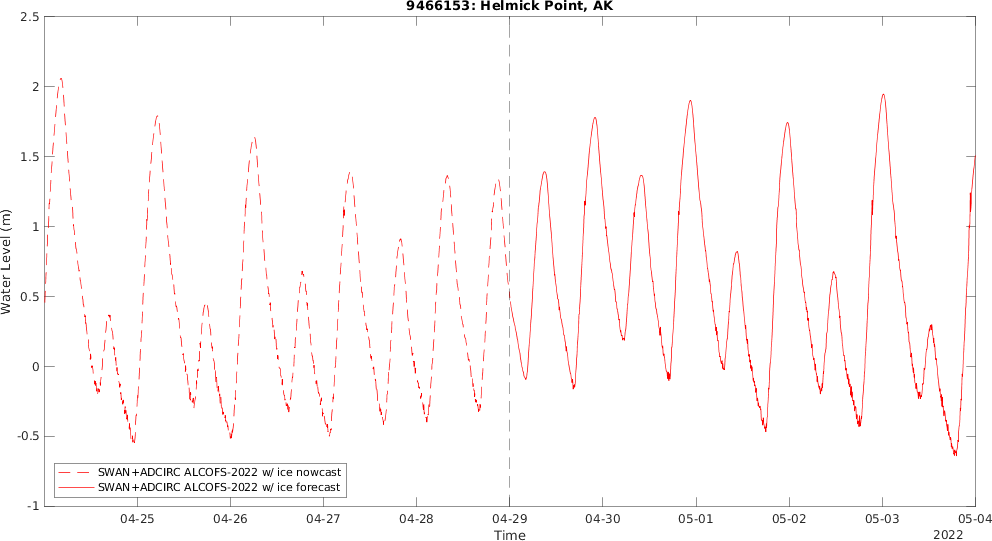 9466153: Helmick Point, AK
2.5
2
1.5
1
0.5
0
-0.5
-1
Water Level (m)
SWAN+ADCIRC ALCOFS-2022 w/ ice nowcast
SWAN+ADCIRC ALCOFS-2022 w/ ice forecast
04-25 04-26 04-27 04-28 04-29 04-30 05-01 05-02 05-03 05-04
Time
2022